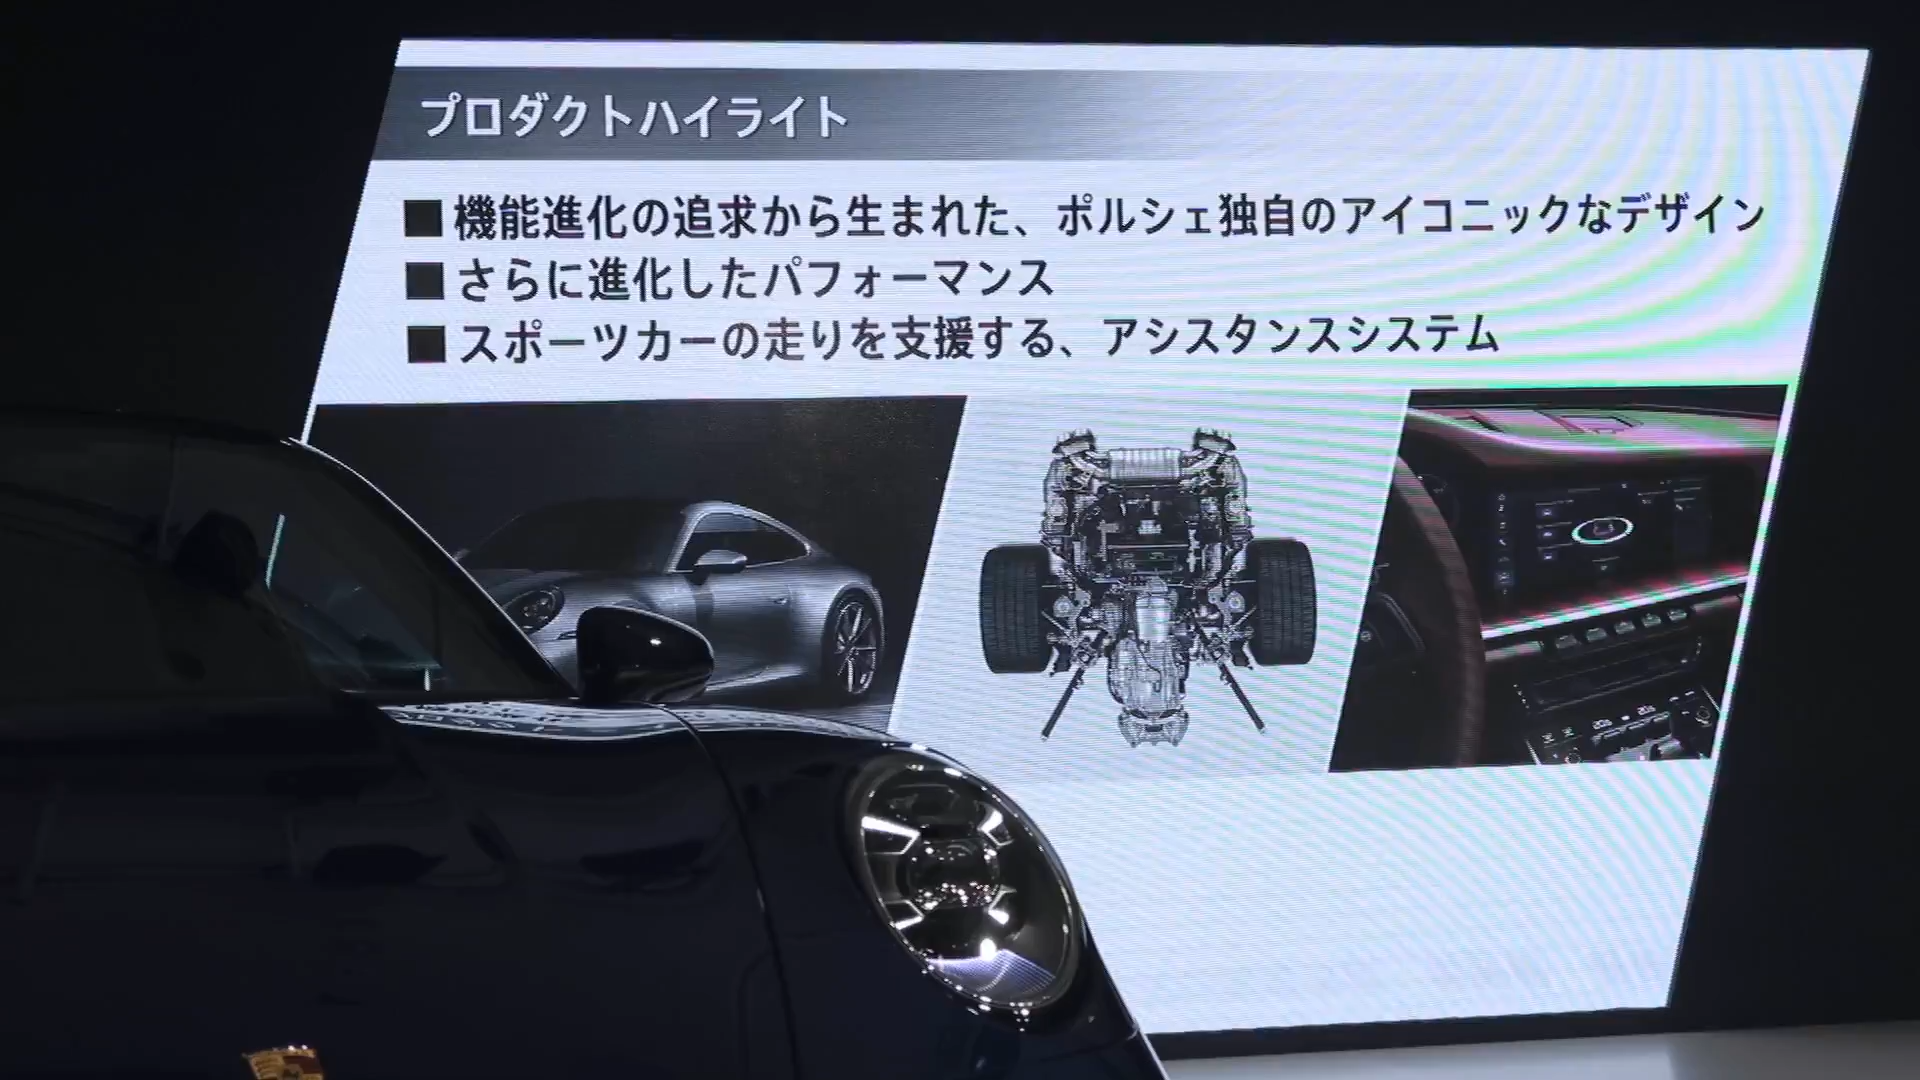 プロダクトハイライト
■機能進化の追求から生まれた、ポルシェ独自のアイコニックなデザイン
■さらに進化したパフォーマンス
■スポーツカーの走りを支援する、アシスタンスシステム